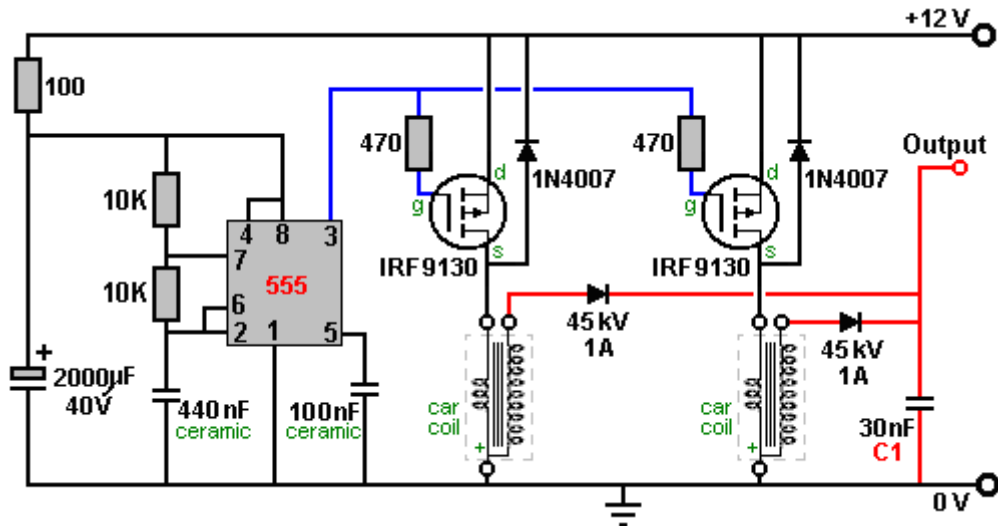 +12 V
100
470
470
d
d
1N4007
1N4007
Output
10K
g
g
4
8
3
7
s
s
IRF9130
IRF9130
10K
555
6
2
1
5
45 kV
1A
45 kV
1A
+
2000µF
40V
440 nF
ceramic
100nF
ceramic
car
coil
+
car
coil
+
30nF
C1
0 V